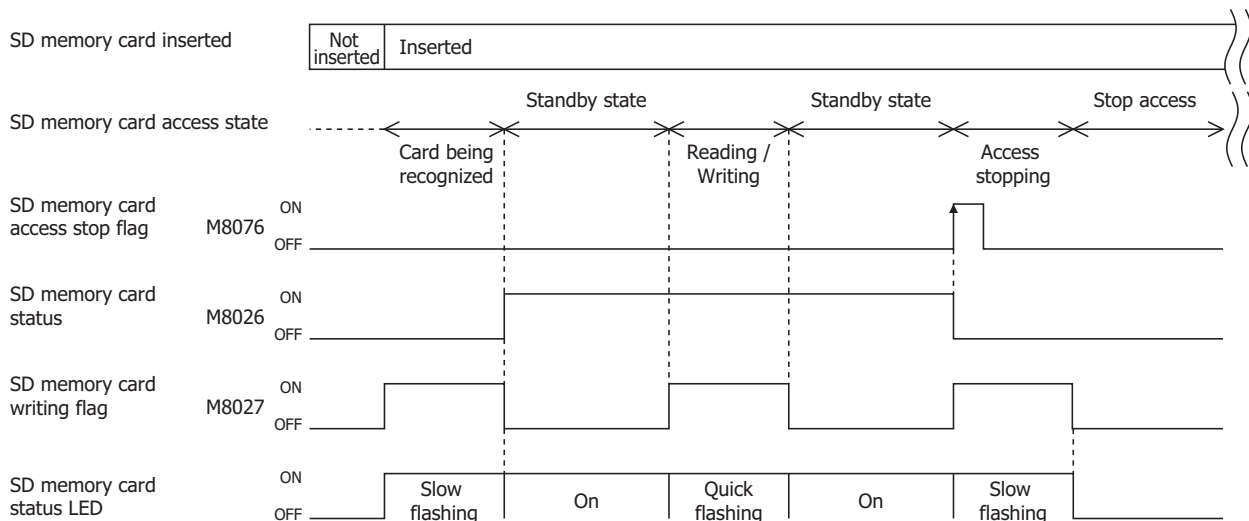 SD memory card inserted
Not
inserted
Inserted
SD memory card access state
Standby state
Standby state
Stop access
Card being
recognized
Reading /
Writing
Access
stopping
SD memory card
access stop flag
M8076
ON
OFF
SD memory card
status
M8026
ON
OFF
SD memory card
writing flag
M8027
ON
OFF
SD memory card
status LED
ON
OFF
Slow
flashing
On
Quick
flashing
On
Slow
flashing